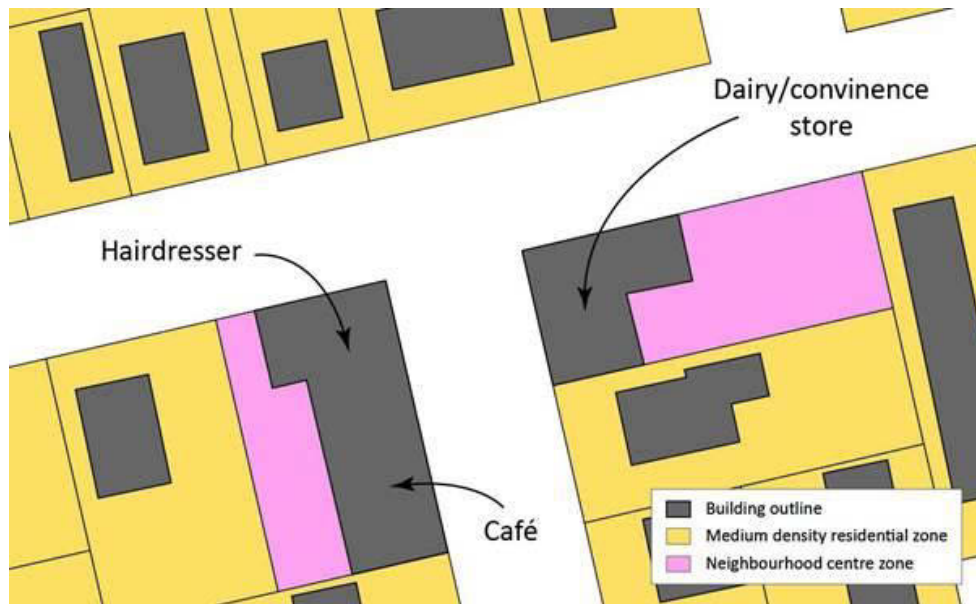 Dairy/convinence
store
Hairdresser
Café
Building outline
Medium density residential zone
Neighbourhood centre zone